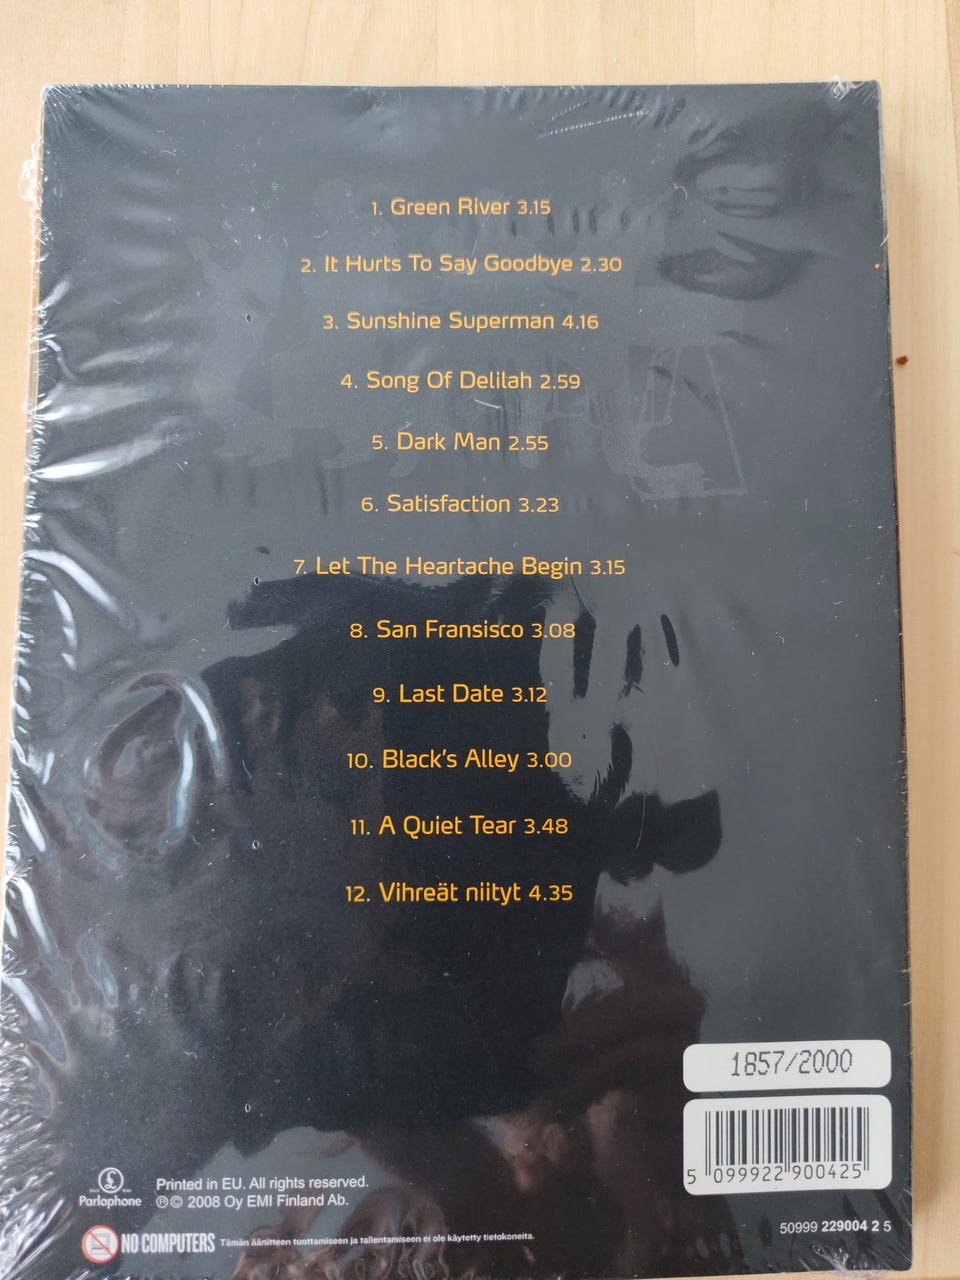 1. Green River 3.15
2. It Hurts To Say Goodbye 2.30
3. Sunshine Superman 4.16
4. Song Of Delilah 2.59
5. Dark Man 2.55
6. Satisfaction 3.23
7. Let The Heartache Begin 3.15
8. San Fransisco 3.08
9. Last Date 3.12
10. Black's Alley 3.00
11. A Quiet Tear 3.48
12. Vihreät niityt 4.35
1857/2000
5 099922 900425
Parlophone
Printed in EU. All rights reserved.
℗© 2008 Oy EMI Finland Ab.
50999 229004 2 5
NO COMPUTERS Tämän äänitteen tuottamiseen ja tallentamiseen ei ole käytetty tietokoneita.